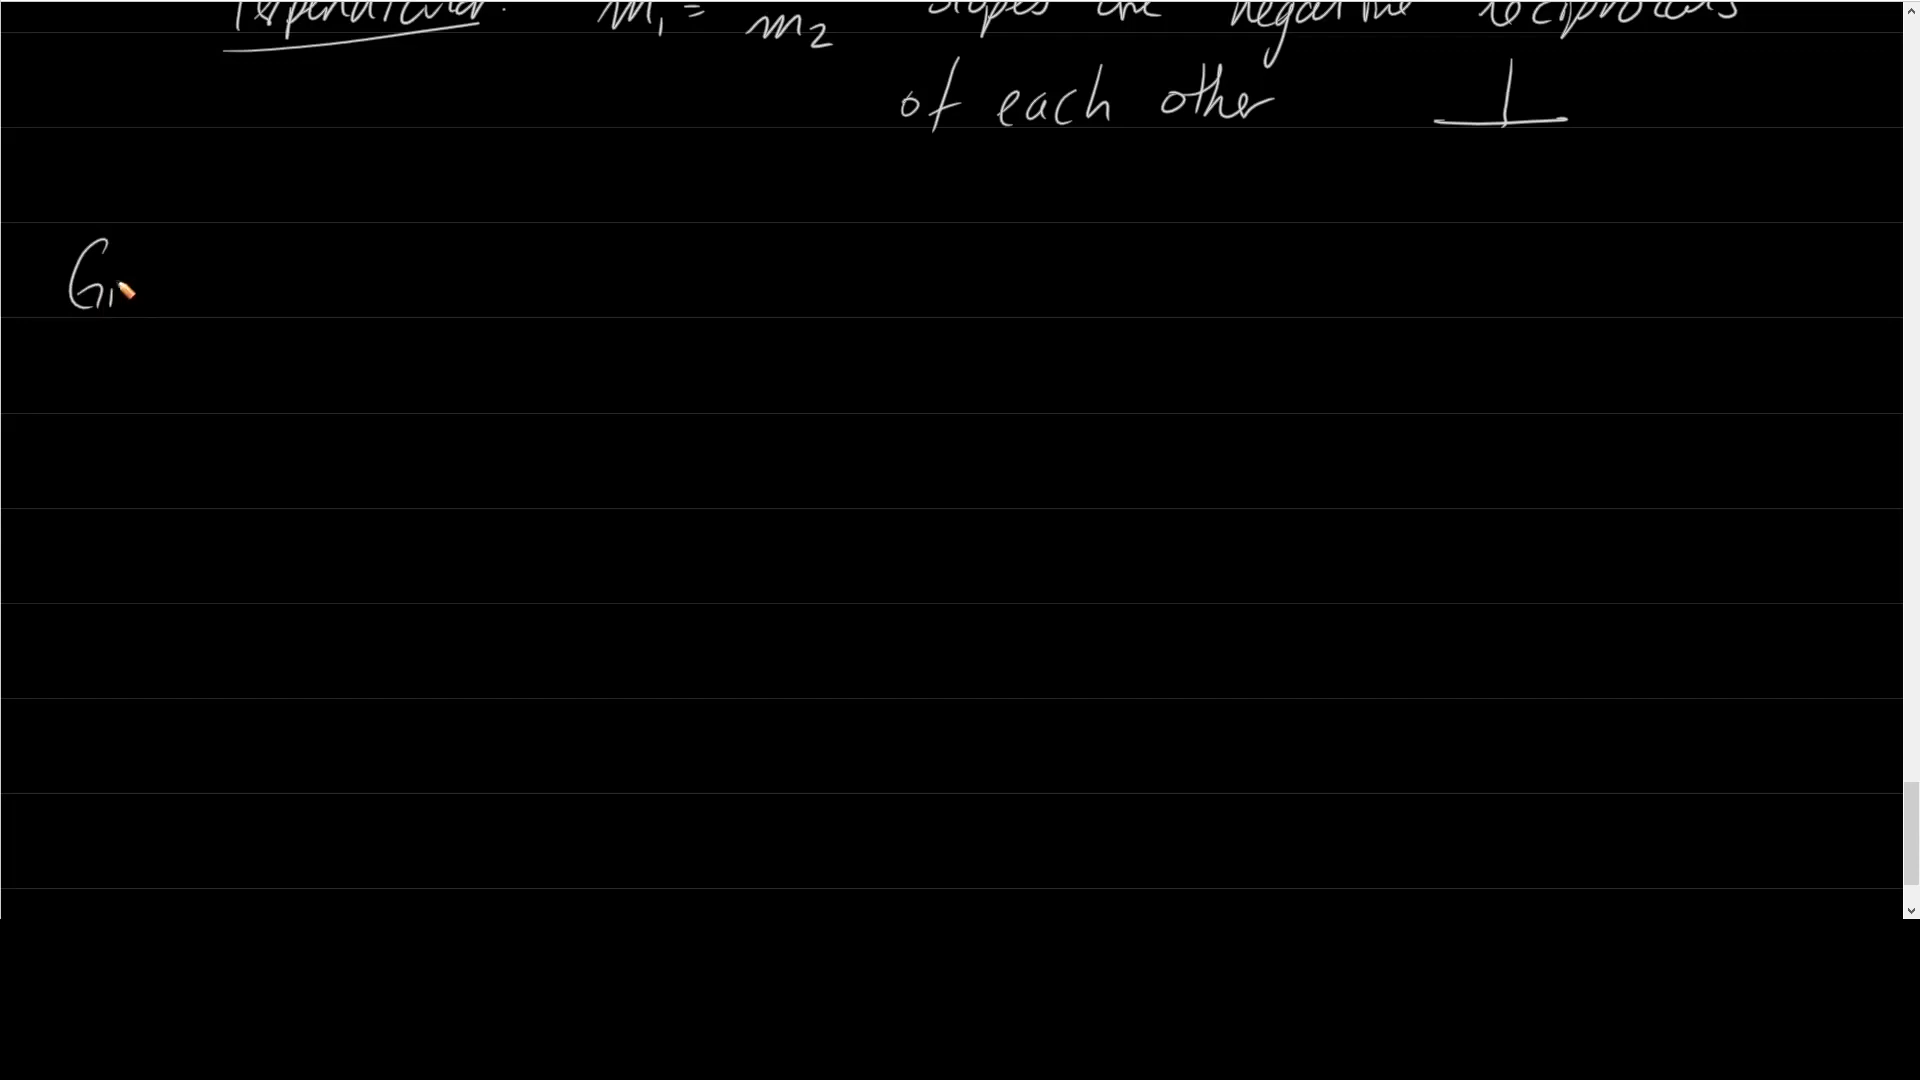 Perpendicular: m₁ = m₂ slopes are negative reciprocals
of each other
Gi